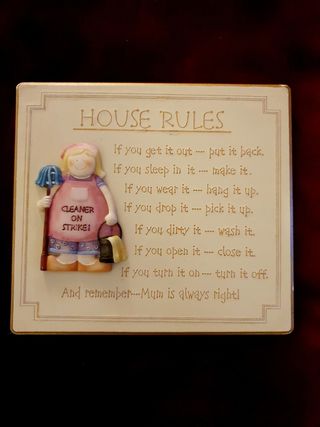 HOUSE RULES
If you get it out --- put it back.
If you sleep in it --- make it.
If you wear it --- hang it up.
If you drop it --- pick it up.
If you dirty it --- wash it.
If you open it --- close it.
If you turn it on --- turn it off.
And remember---Mum is always right!
CLEANER
ON
STRIKE!